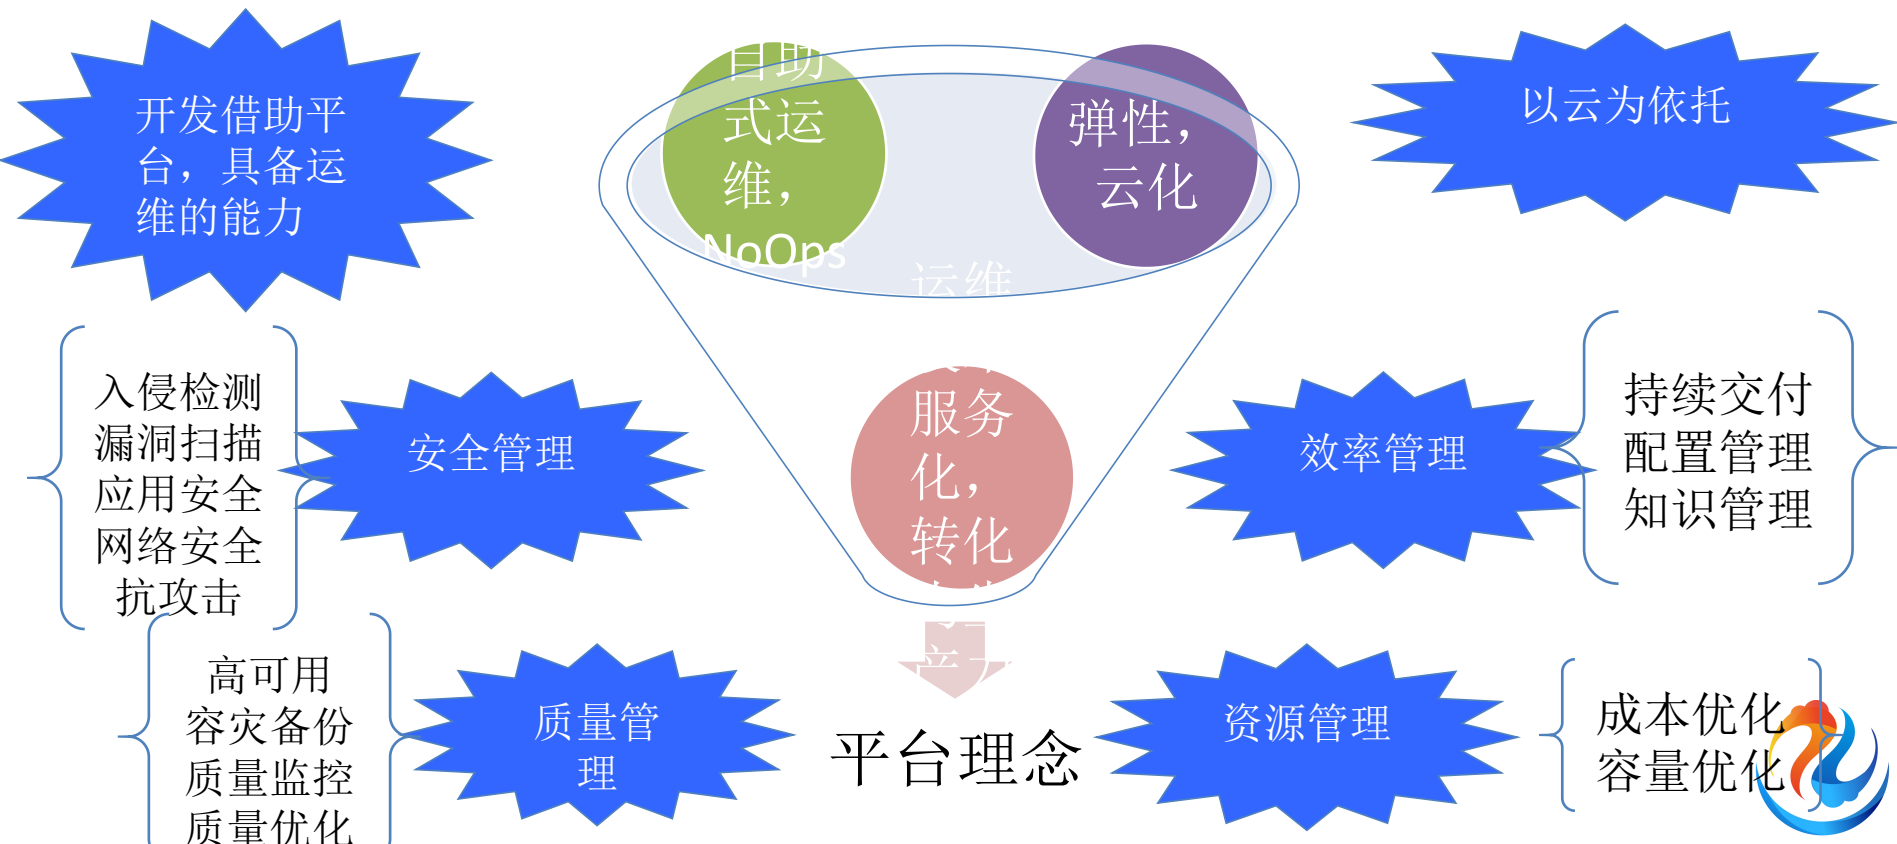 开发借助平
台，具备运
维的能力
自助
式运
维，
NoOps
弹性，
云化
以云为依托
运维
服务
化，
转化
产
入侵检测
漏洞扫描
应用安全
网络安全
抗攻击
安全管理
效率管理
持续交付
配置管理
知识管理
高可用
容灾备份
质量监控
质量优化
质量管
理
平台理念
资源管理
成本优化
容量优化